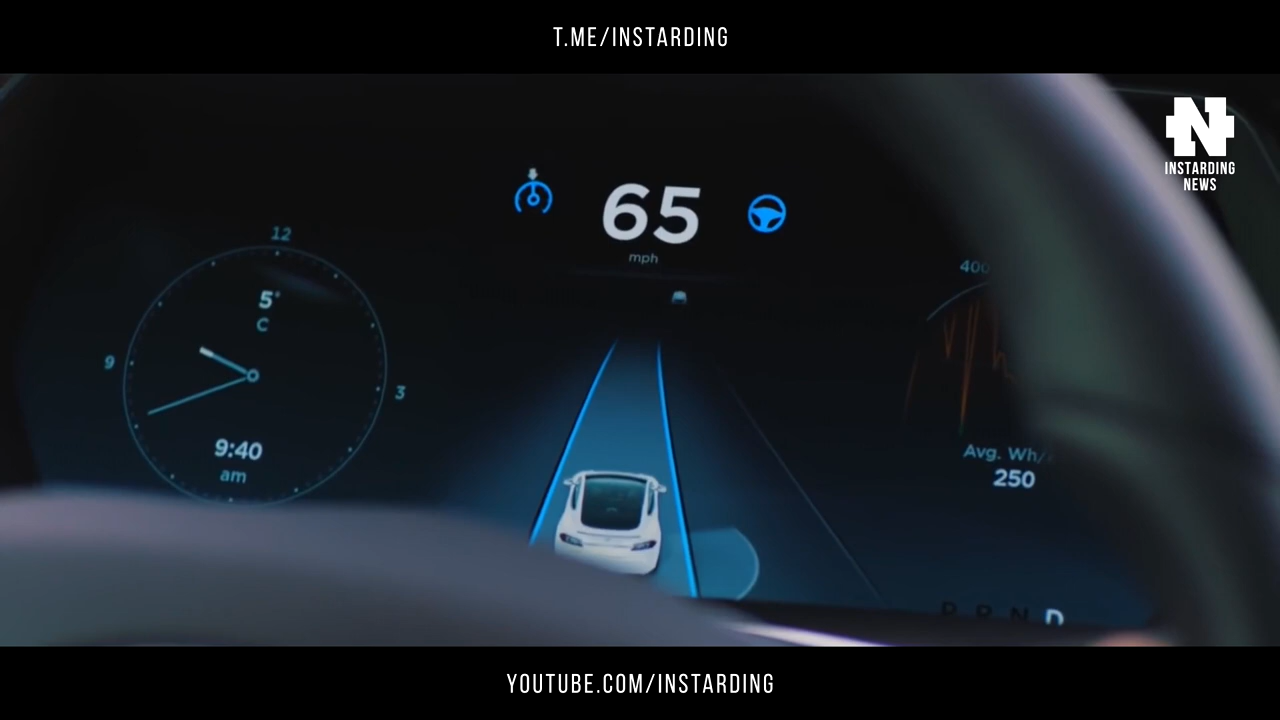 T.ME/INSTARDING
INSTARDING
NEWS
65
mph
12
9
3
5°
C
9:40
am
400
Avg. Wh/
250
R N D
YOUTUBE.COM/INSTARDING